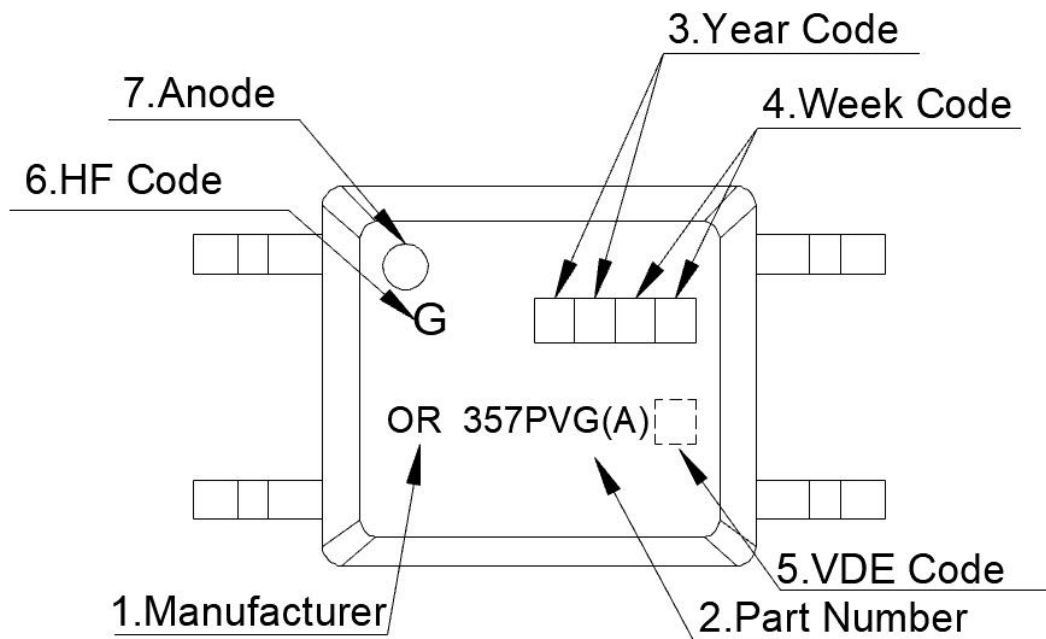 3.Year Code
7.Anode
4.Week Code
6.HF Code
G
OR 357PVG(A)
5.VDE Code
1.Manufacturer
2.Part Number